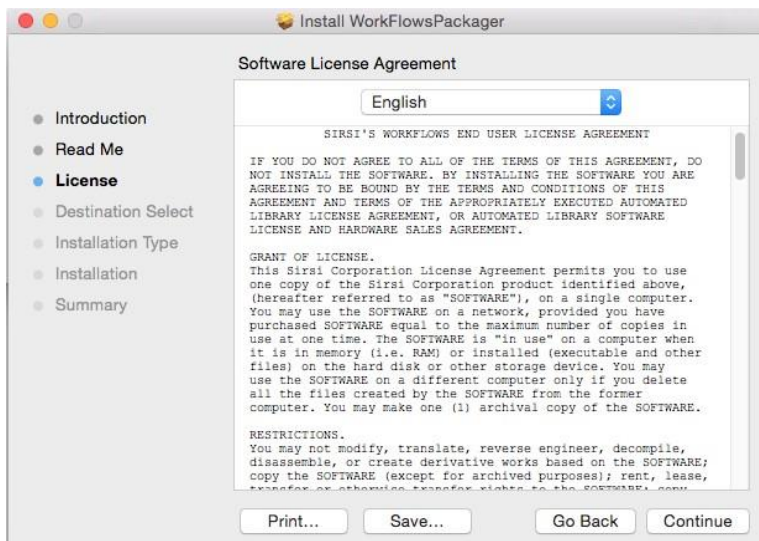 Install WorkFlowsPackager
Software License Agreement
Introduction
Read Me
License
Destination Select
Installation Type
Installation
Summary
English
SIRSI'S WORKFLOWS END USER LICENSE AGREEMENT
IF YOU DO NOT AGREE TO ALL OF THE TERMS OF THIS AGREEMENT, DO
NOT INSTALL THE SOFTWARE. BY INSTALLING THE SOFTWARE YOU ARE
AGREEING TO BE BOUND BY THE TERMS AND CONDITIONS OF THIS
AGREEMENT AND TERMS OF THE APPROPRIATELY EXECUTED AUTOMATED
LIBRARY LICENSE AGREEMENT, OR AUTOMATED LIBRARY SOFTWARE
LICENSE AND HARDWARE SALES AGREEMENT.
GRANT OF LICENSE.
This Sirsi Corporation License Agreement permits you to use
one copy of the Sirsi Corporation product identified above,
(hereafter referred to as "SOFTWARE"), on a single computer.
You may use the SOFTWARE on a network, provided you have
purchased SOFTWARE equal to the maximum number of copies in
use at one time. The SOFTWARE is "in use" on a computer when
it is in memory (i.e. RAM) or installed (executable and other
files) on the hard disk or other storage device. You may
use the SOFTWARE on a different computer only if you delete
all the files created by the SOFTWARE from the former
computer. You may make one (1) archival copy of the SOFTWARE.
RESTRICTIONS.
You may not modify, translate, reverse engineer, decompile,
disassemble, or create derivative works based on the SOFTWARE;
copy the SOFTWARE (except for archived purposes); rent, lease,
transfer or otherwise transfer rights to the SOFTWARE; copy
Print...
Save...
Go Back
Continue